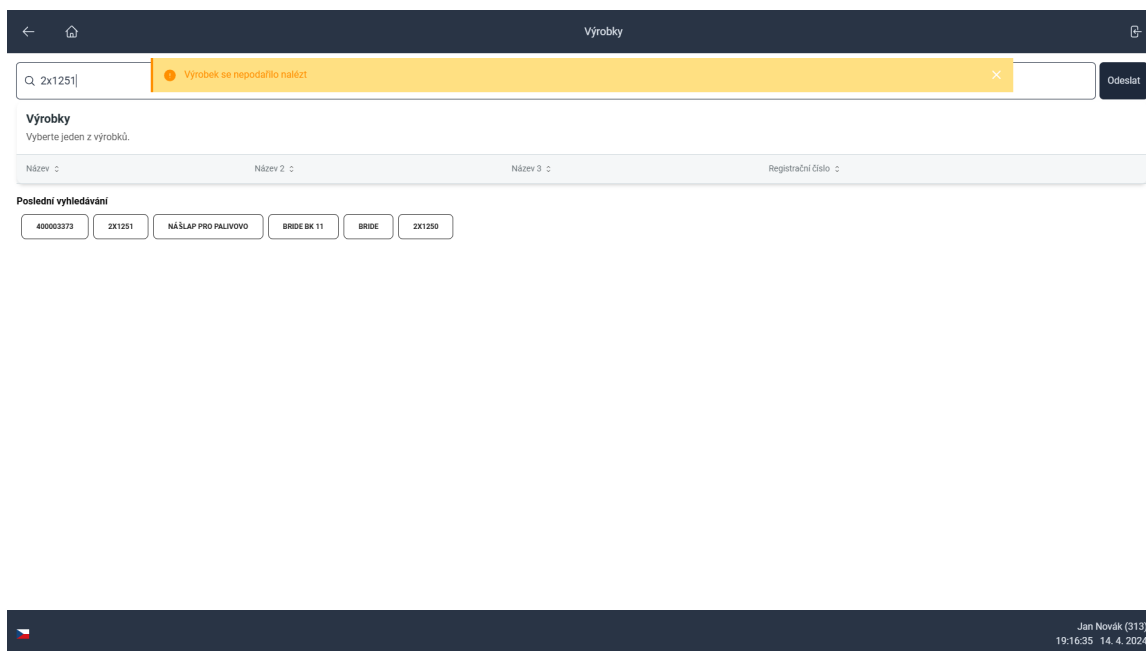 Výrobky
2x1251
Výrobek se nepodařilo nalézt
Odeslat
Výrobky
Vyberte jeden z výrobků.
Název Název 2 Název 3 Registrační číslo
Poslední vyhledávání
400003373 2X1251 NÁŠLAP PRO PALIVOVO BRIDE BK 11 BRIDE 2X1250
Jan Novák (313)
19:16:35 14. 4. 2024